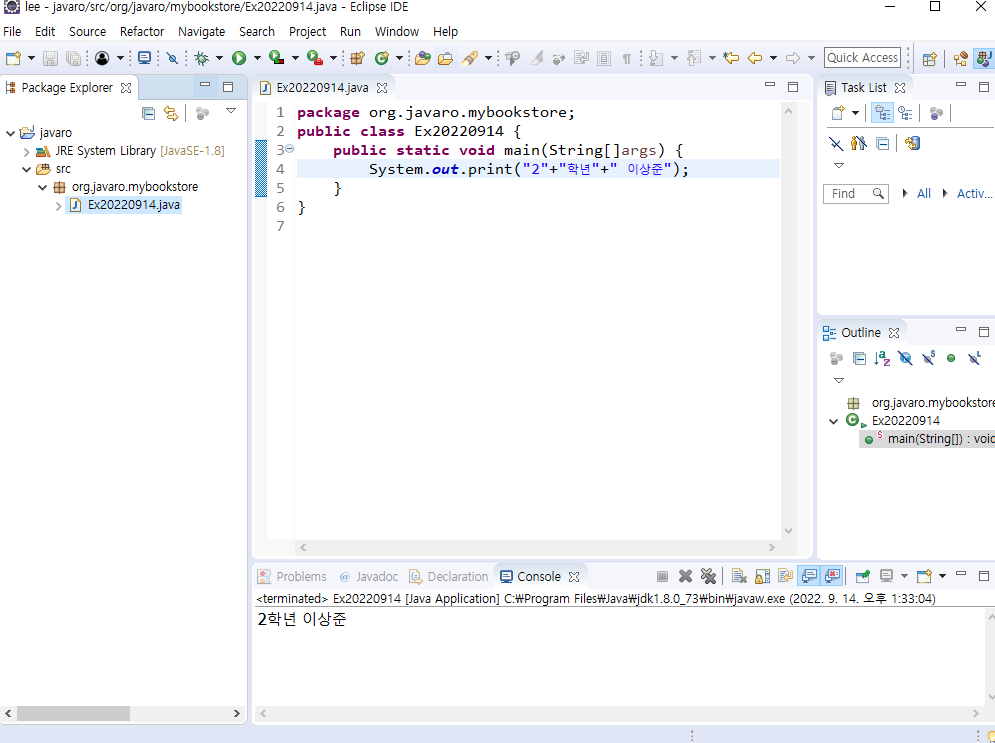 lee - javaro/src/org/javaro/mybookstore/Ex20220914.java - Eclipse IDE
File Edit Source Refactor Navigate Search Project Run Window Help
Quick Access
Package Explorer
javaro
JRE System Library [JavaSE-1.8]
src
org.javaro.mybookstore
Ex20220914.java
Ex20220914.java
1 package org.javaro.mybookstore;
2 public class Ex20220914 {
3 public static void main(String[]args) {
4 System.out.print("2"+"학년"+" 이상준");
5 }
6 }
7
Task List
Find All Activ...
Outline
org.javaro.mybookstore
Ex20220914
main(String[]) : void
Problems @ Javadoc Declaration Console
<terminated> Ex20220914 [Java Application] C:₩Program Files₩Java₩jdk1.8.0_73₩bin₩javaw.exe (2022. 9. 14. 오후 1:33:04)
2학년 이상준